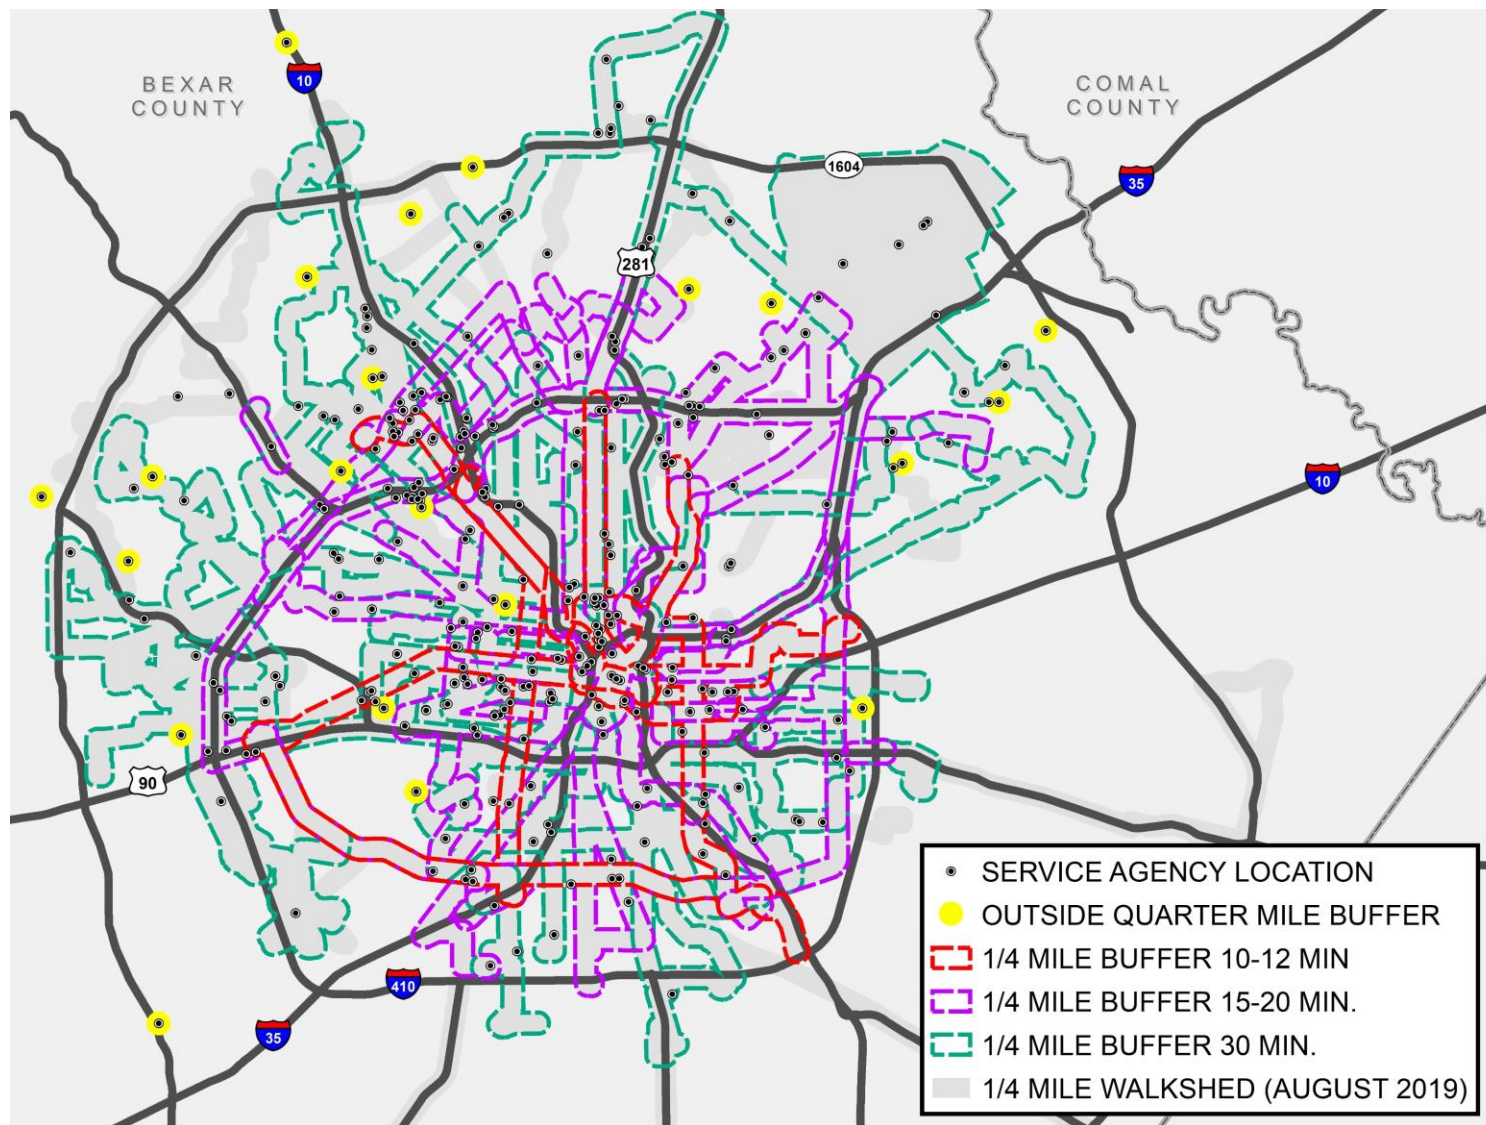 BEXAR
COUNTY
10
COMAL
COUNTY
1604
35
281
10
90
410
35
SERVICE AGENCY LOCATION
OUTSIDE QUARTER MILE BUFFER
1/4 MILE BUFFER 10-12 MIN
1/4 MILE BUFFER 15-20 MIN.
1/4 MILE BUFFER 30 MIN.
1/4 MILE WALKSHED (AUGUST 2019)